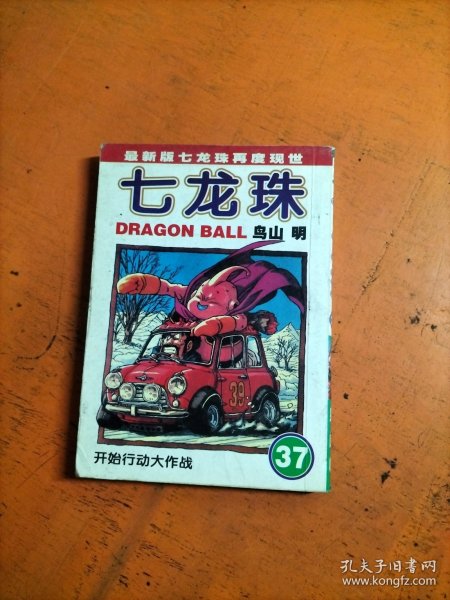 最新版七龙珠再度现世
七龙珠
DRAGON BALL 鸟山 明
39
开始行动大作战
37
孔夫子旧书网
www.kongfz.com